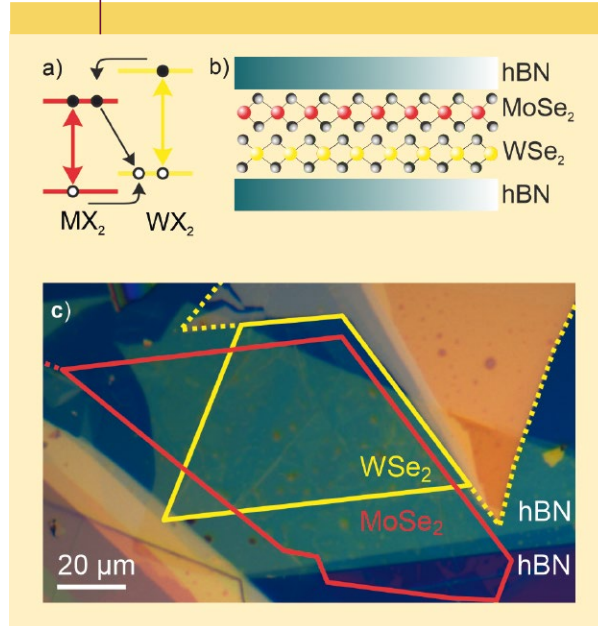 a)
b)
MX₂
WX₂
hBN
MoSe₂
WSe₂
hBN
c)
WSe₂
MoSe₂
hBN
hBN
20 µm